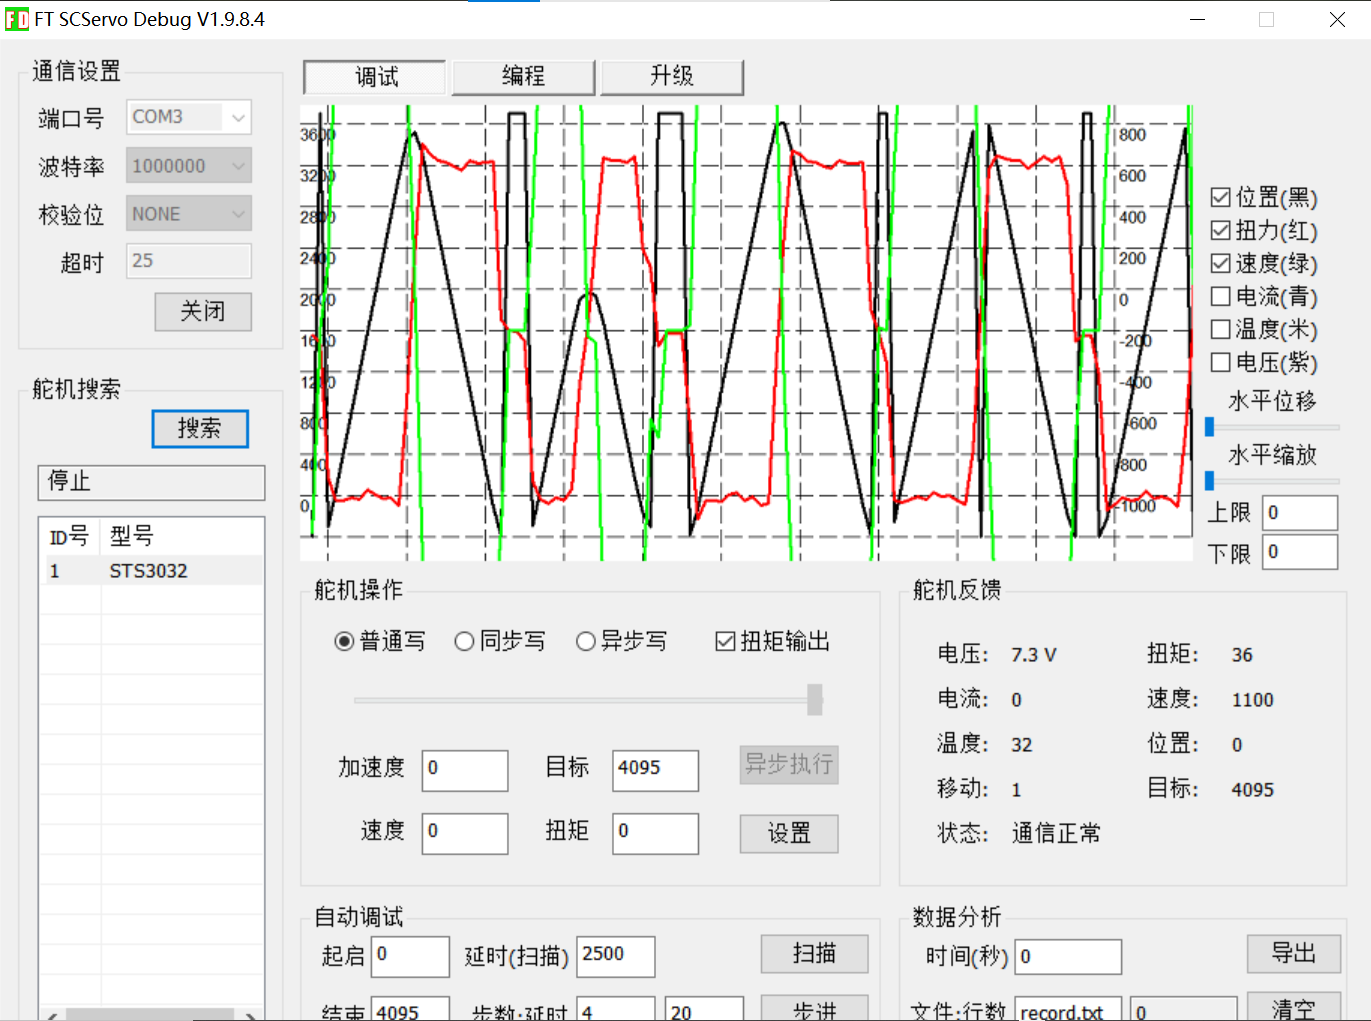 FD FT SCServo Debug V1.9.8.4
通信设置
端口号 COM3
波特率 1000000
校验位 NONE
超时 25
关闭
舵机搜索
搜索
停止
ID号 型号
1 STS3032
调试 编程 升级
3600 800
3200 600
2800 400
2400 200
2000 0
1600 -200
1200 -400
800 -600
400 -800
0 -1000
位置(黑)
扭力(红)
速度(绿)
电流(青)
温度(米)
电压(紫)
水平位移
水平缩放
上限 0
下限 0
舵机操作
普通写 同步写 异步写 扭矩输出
加速度 0 目标 4095 异步执行
速度 0 扭矩 0 设置
舵机反馈
电压: 7.3 V 扭矩: 36
电流: 0 速度: 1100
温度: 32 位置: 0
移动: 1 目标: 4095
状态: 通信正常
自动调试
起启 0 延时(扫描) 2500 扫描
结束 4095 步数:延时 4 20 步进
数据分析
时间(秒) 0 导出
文件:行数 record.txt 0 清空